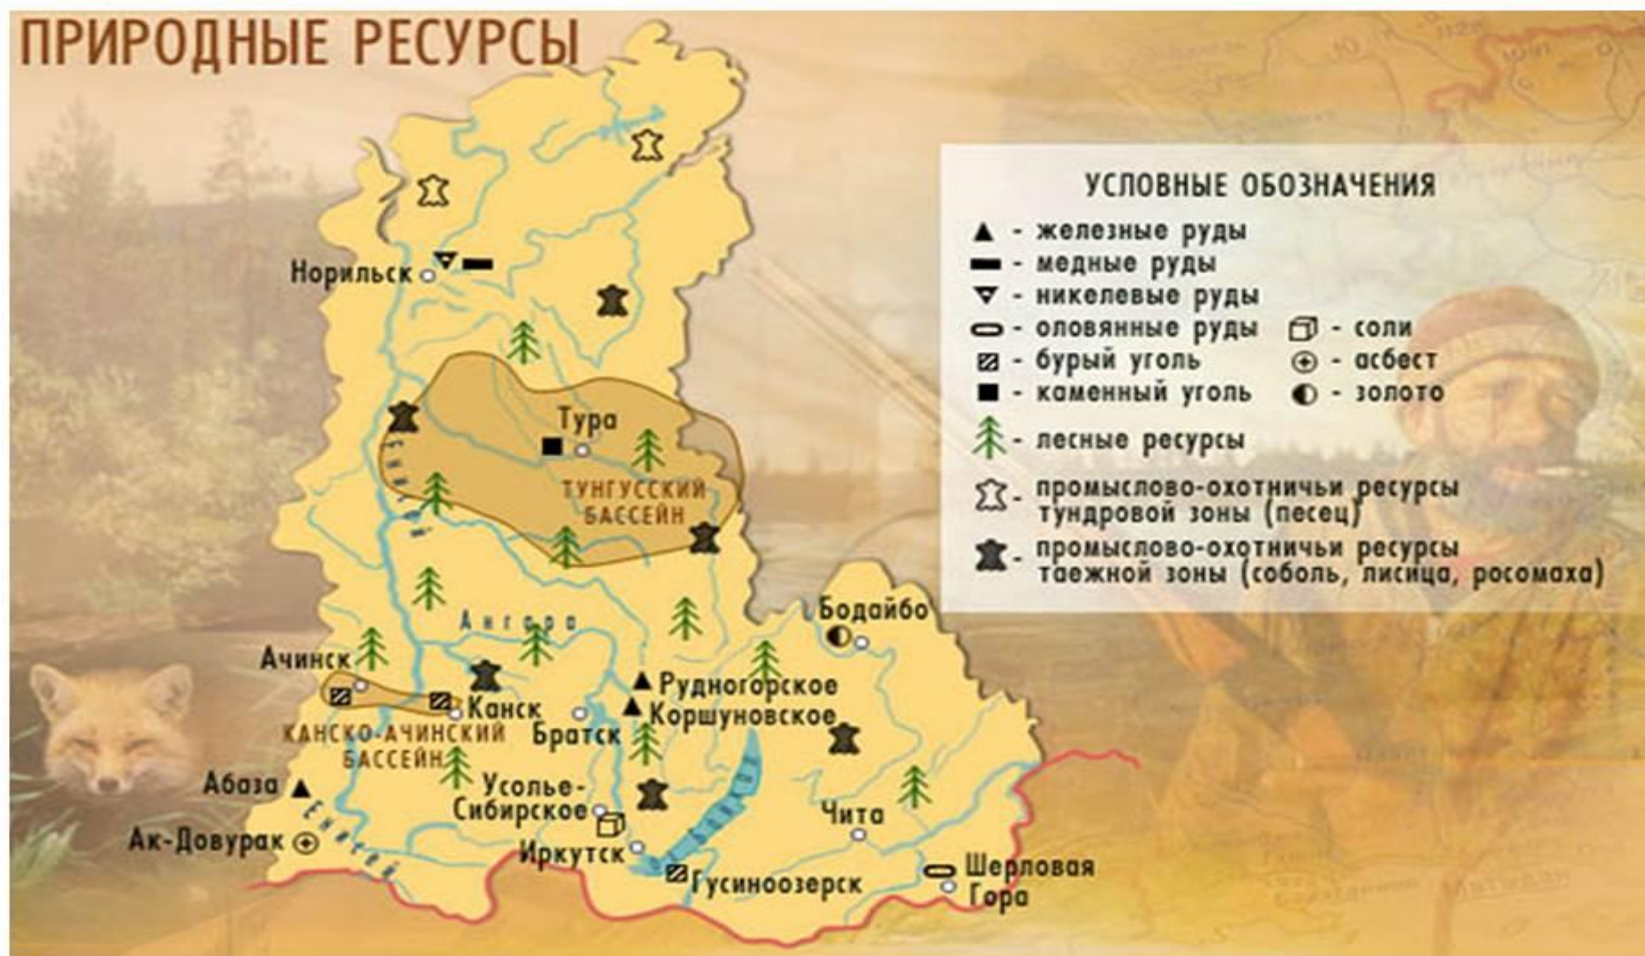 ПРИРОДНЫЕ РЕСУРСЫ
УСЛОВНЫЕ ОБОЗНАЧЕНИЯ
- железные руды
- медные руды
- никелевые руды
- оловянные руды
- соли
- бурый уголь
- асбест
- каменный уголь
- золото
- лесные ресурсы
- промыслово-охотничьи ресурсы
тундровой зоны (песец)
- промыслово-охотничьи ресурсы
таежной зоны (соболь, лисица, росомаха)
Норильск
Тура
Енисей
ТУНГУССКИЙ
БАССЕЙН
Бодайбо
Ангара
Ачинск
Рудногорское
Канск
Коршуновское
КАНСКО-АЧИНСКИЙ
БАССЕЙН
Братск
Абаза
Усолье-
Сибирское
Енисей
Чита
Ак-Довурак
Иркутск
Гусиноозерск
Шерловая
Гора